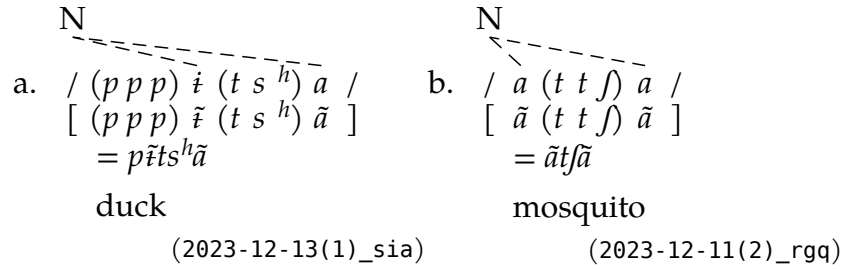 N N
a. / (p p p) ɨ (t s ʰ) a / b. / a (t t ʃ) a /
[ (p p p) ɨ̃ (t s ʰ) ã ] [ ã (t t ʃ) ã ]
= pɨ̃tsʰã = ãtʃã
duck mosquito
(2023-12-13(1)_sia) (2023-12-11(2)_rgq)